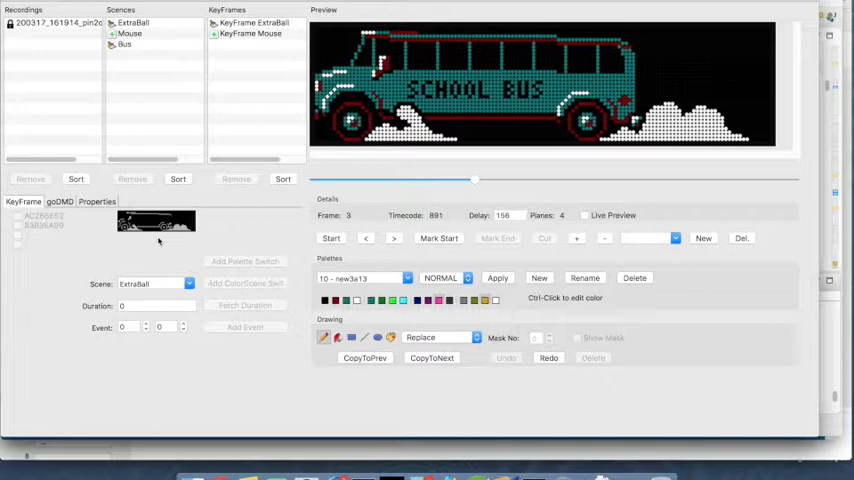 Recordings
Scences
KeyFrames
Preview
200317_161914_pin2d
ExtraBall
Mouse
Bus
KeyFrame ExtraBall
KeyFrame Mouse
SCHOOL BUS
Remove
Sort
Remove
Sort
Remove
Sort
KeyFrame
goDMD
Properties
Add Palette Switch
Scene:
ExtraBall
Add ColorScene Swit
Duration:
0
Fetch Duration
Event:
0
0
Add Event
Details
Frame: 3
Timecode: 891
Delay:
156
Planes: 4
Live Preview
Start
<
>
Mark Start
Mark End
Cut
+
-
New
Del.
Palettes
10 - new3a13
NORMAL
Apply
New
Rename
Delete
Ctrl-Click to edit color
Drawing
Replace
Mask No:
0
Show Mask
CopyToPrev
CopyToNext
Undo
Redo
Delete